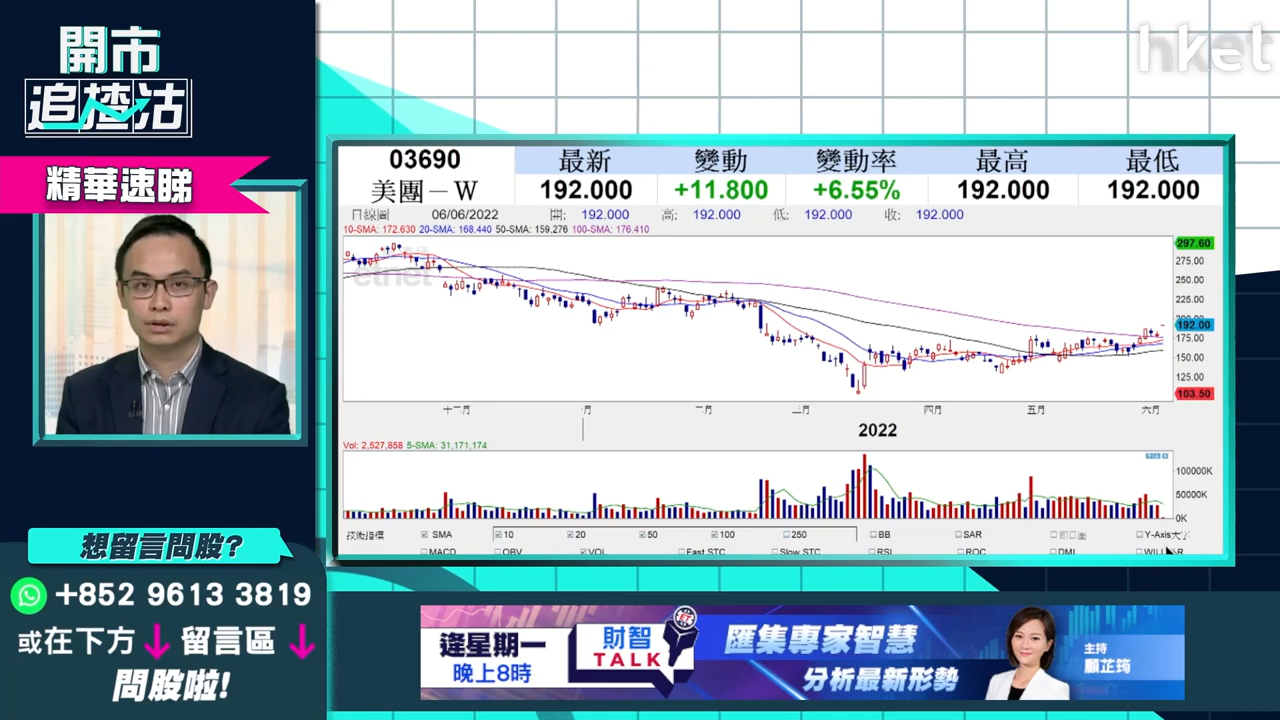 開市
追揸沽
精華速睇
hket
03690
美團－W
最新 變動 變動率 最高 最低
192.000 +11.800 +6.55% 192.000 192.000
日線圖 06/06/2022 開: 192.000 高: 192.000 低: 192.000 收: 192.000
10-SMA: 172.630 20-SMA: 168.440 50-SMA: 159.276 100-SMA: 176.410
etnet
297.60
275.00
250.00
225.00
200.00
192.00
175.00
150.00
125.00
103.50
十二月 一月 二月 三月 四月 五月 六月
2022
Vol: 2,527,858 5-SMA: 31,171,174
100000K
50000K
0K
技術指標 SMA 10 20 50 100 250 BB SAR Y-Axis
MACD OBV VOL Fast STC Slow STC RSI ROC DMI
想留言問股?
+852 9613 3819
或在下方 留言區
問股啦!
逢星期一
晚上8時
財智
TALK
匯集專家智慧
分析最新形勢
主持
顧芷筠